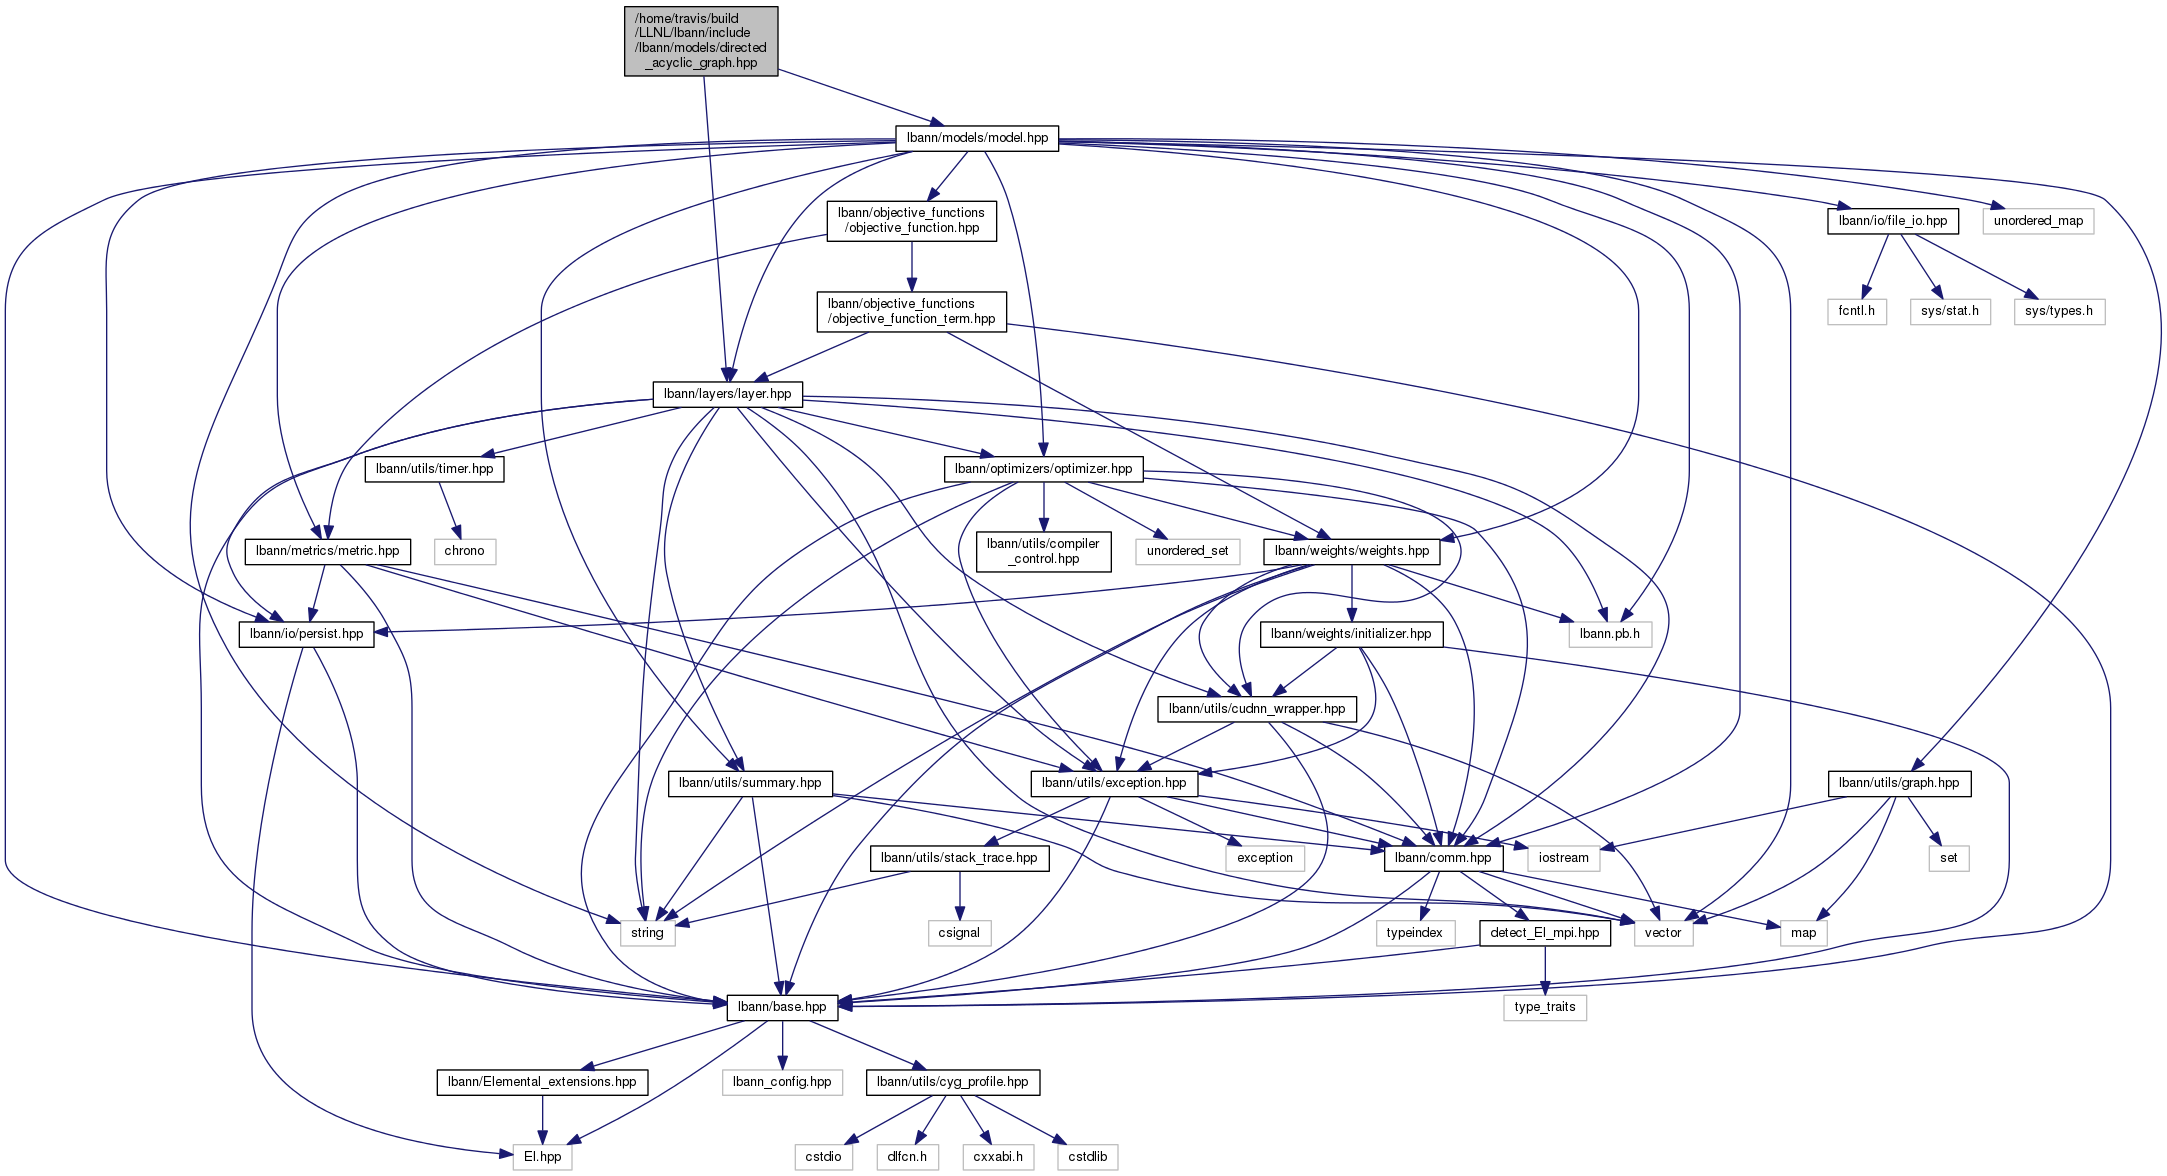 /home/travis/build
/LLNL/lbann/include
/lbann/models/directed
_acyclic_graph.hpp
lbann/models/model.hpp
lbann/objective_functions
/objective_function.hpp
lbann/io/file_io.hpp
unordered_map
lbann/objective_functions
/objective_function_term.hpp
fcntl.h
sys/stat.h
sys/types.h
lbann/layers/layer.hpp
lbann/utils/timer.hpp
lbann/optimizers/optimizer.hpp
lbann/metrics/metric.hpp
chrono
lbann/utils/compiler
_control.hpp
unordered_set
lbann/weights/weights.hpp
lbann/io/persist.hpp
lbann/weights/initializer.hpp
lbann.pb.h
lbann/utils/cudnn_wrapper.hpp
lbann/utils/summary.hpp
lbann/utils/exception.hpp
lbann/utils/graph.hpp
lbann/utils/stack_trace.hpp
exception
lbann/comm.hpp
iostream
set
string
csignal
typeindex
detect_El_mpi.hpp
vector
map
lbann/base.hpp
type_traits
lbann/Elemental_extensions.hpp
lbann_config.hpp
lbann/utils/cyg_profile.hpp
El.hpp
cstdio
dlfcn.h
cxxabi.h
cstdlib